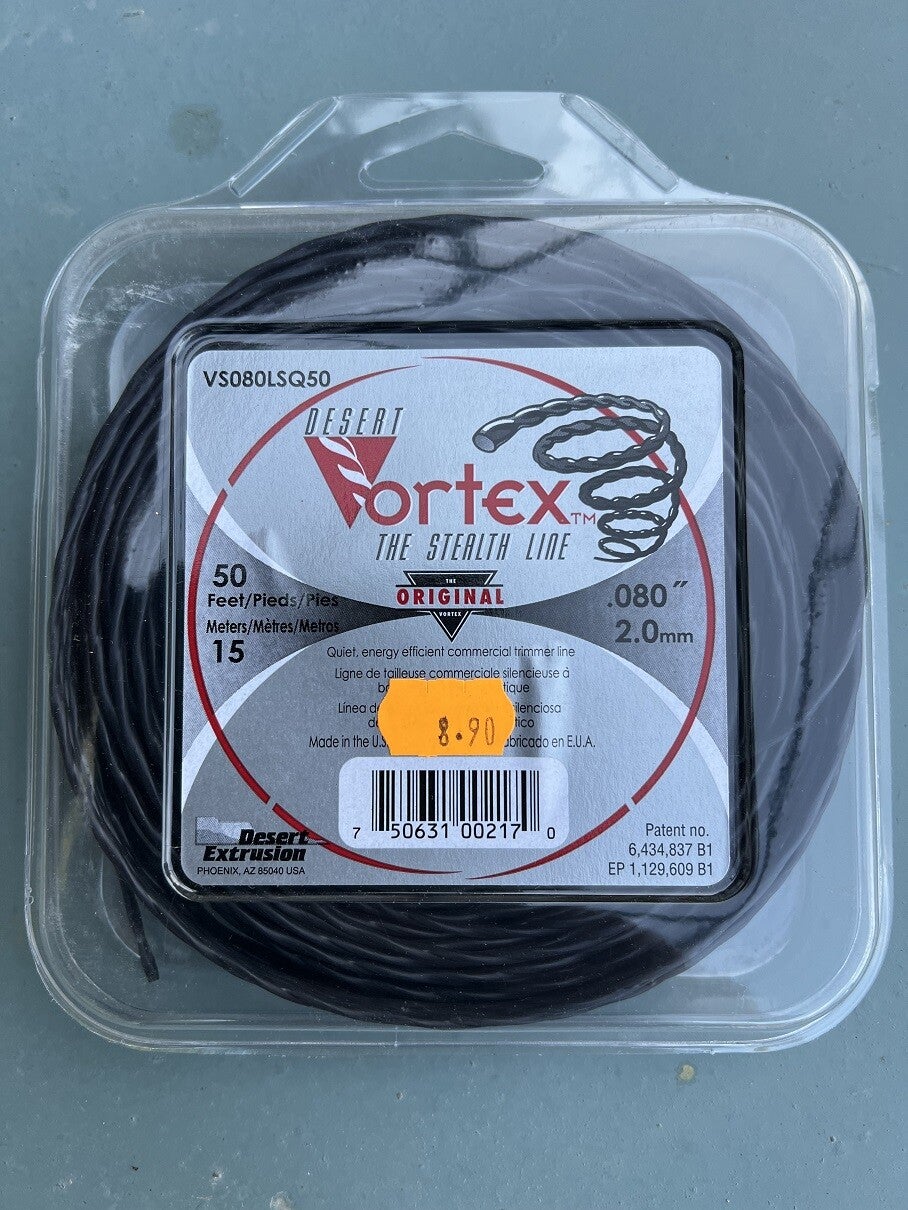 VS080LSQ50
DESERT
Vortex™
THE STEALTH LINE
THE
ORIGINAL
VORTEX
50
Feet/Pieds/Pies
Meters/Mètres/Metros
15
.080"
2.0mm
Quiet, energy efficient commercial trimmer line
Ligne de tailleuse commerciale silencieuse à
Línea silenciosa
8.90
Made in the U.S. Fabricado en E.U.A.
7 50631 00217 0
Desert
Extrusion
PHOENIX, AZ 85040 USA
Patent no.
6,434,837 B1
EP 1,129,609 B1